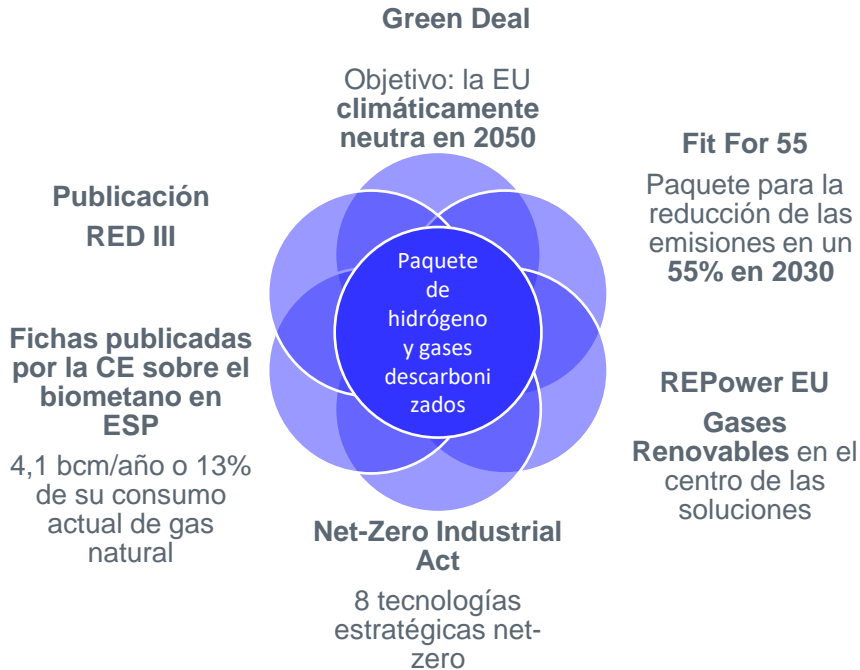 Green Deal
Objetivo: la EU
climáticamente
neutra en 2050
Fit For 55
Paquete para la
reducción de las
emisiones en un
55% en 2030
REPower EU
Gases
Renovables en el
centro de las
soluciones
Net-Zero Industrial
Act
8 tecnologías
estratégicas net-
zero
Fichas publicadas
por la CE sobre el
biometano en
ESP
4,1 bcm/año o 13%
de su consumo
actual de gas
natural
Publicación
RED III
Paquete
de
hidrógeno
y gases
descarboni
zados